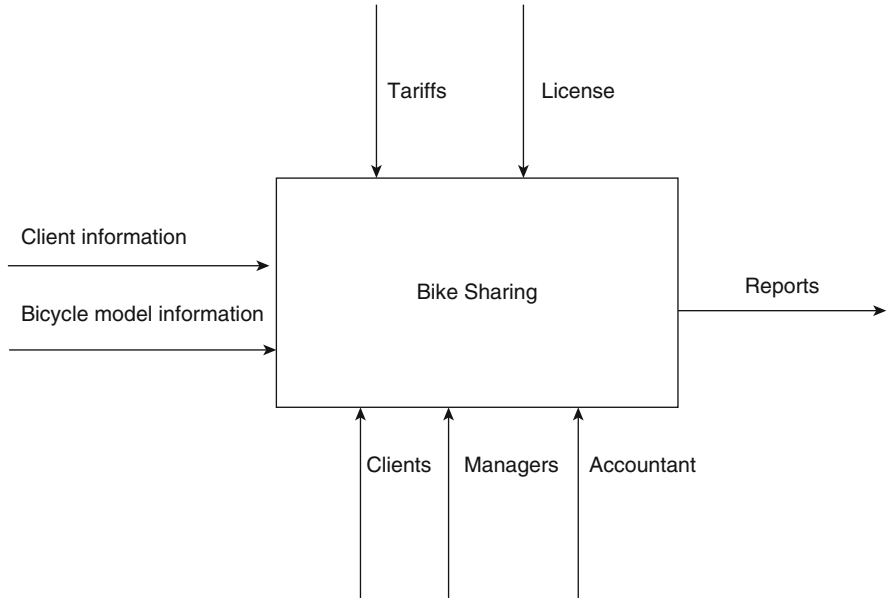 Tariffs
License
Client information
Bicycle model information
Bike Sharing
Reports
Clients
Managers
Accountant